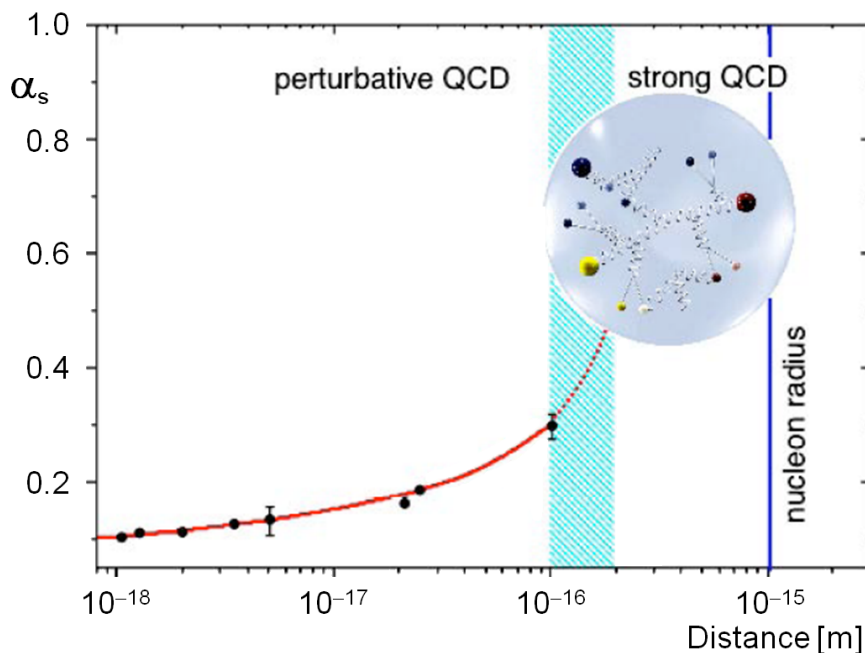 1.0
perturbative QCD
strong QCD
αs
0.8
0.6
0.4
0.2
nucleon radius
10⁻¹⁸
10⁻¹⁷
10⁻¹⁶
10⁻¹⁵
Distance [m]